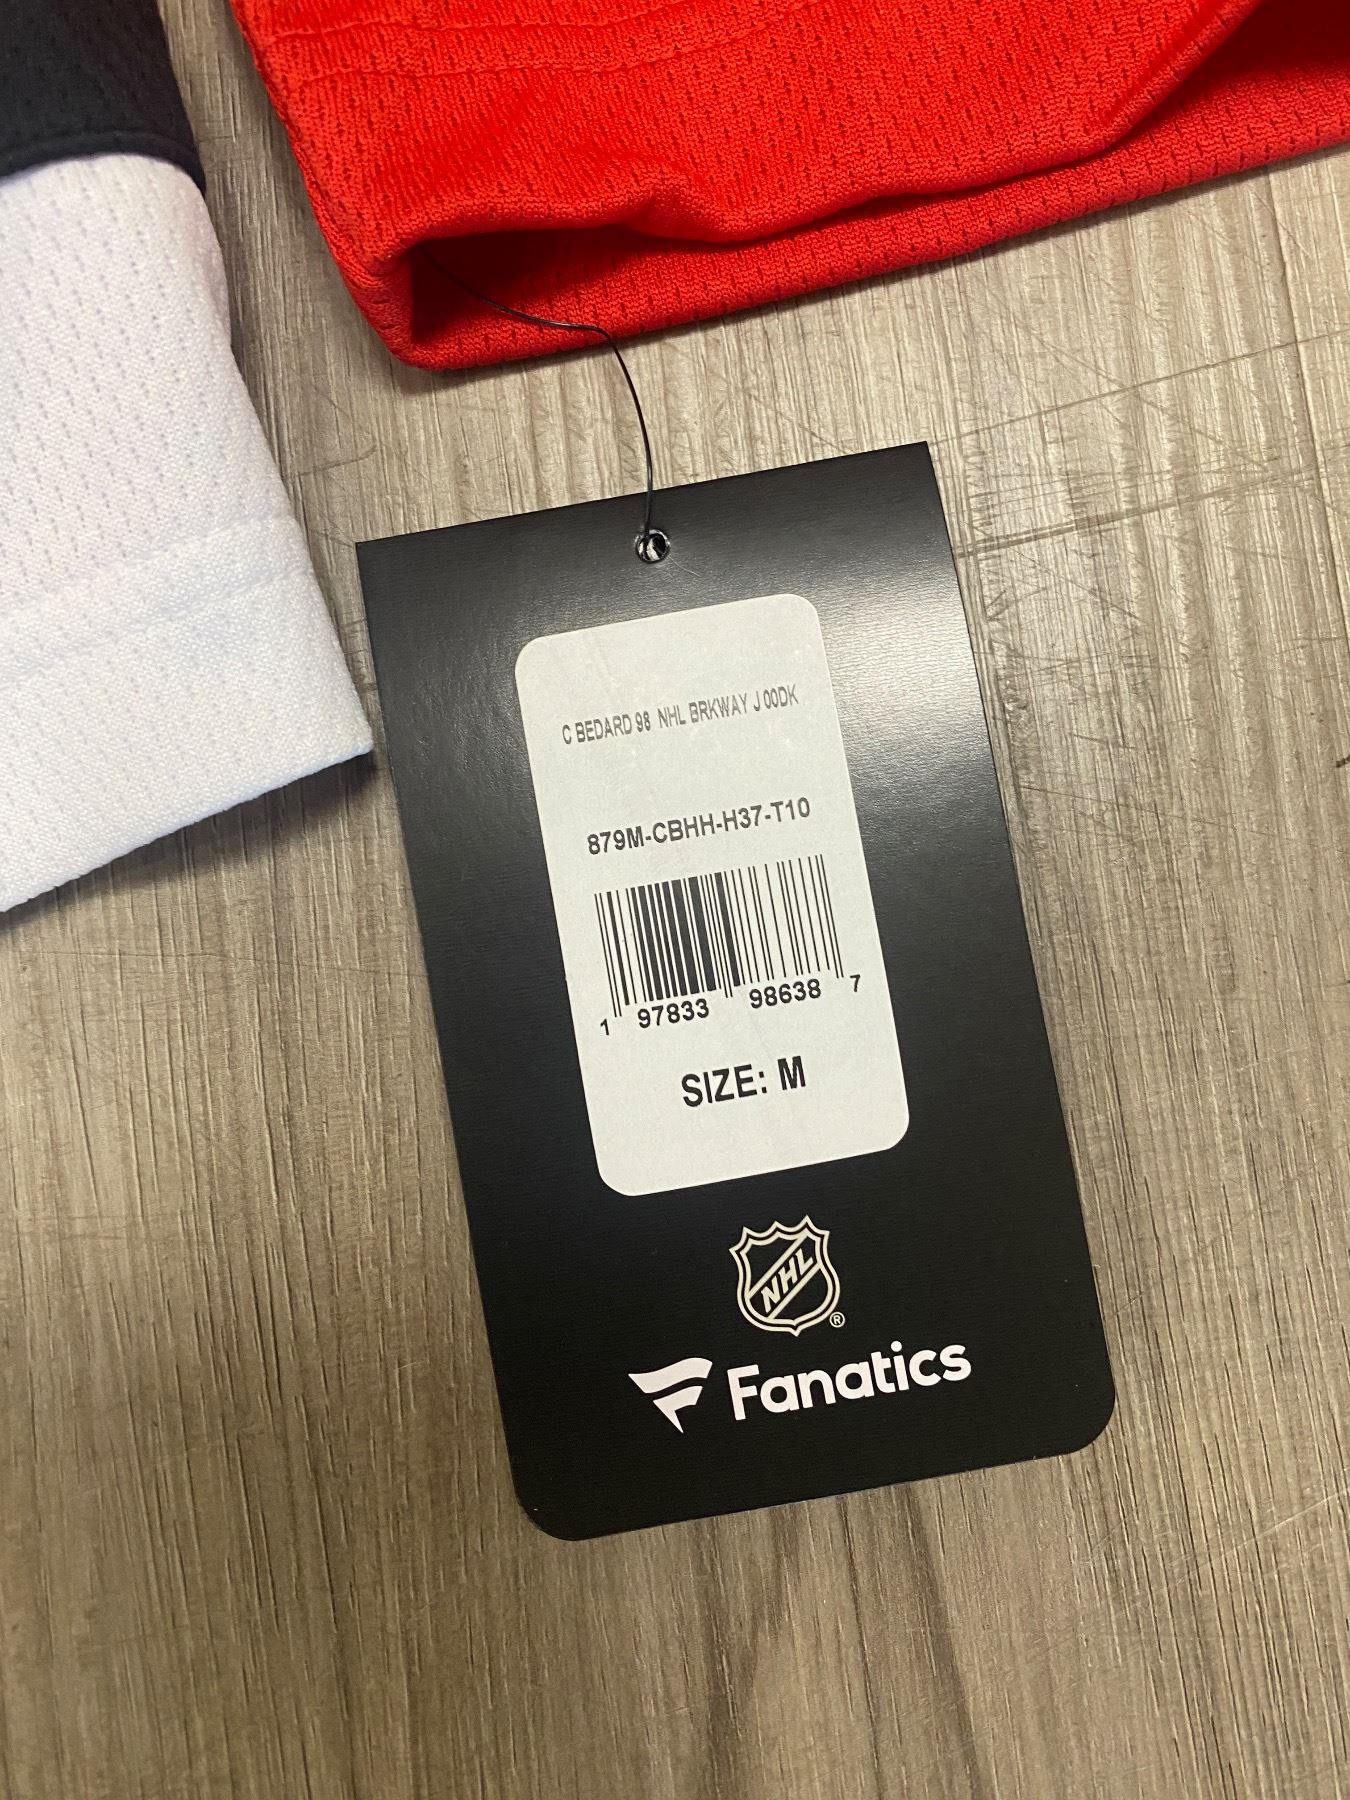 C BEDARD 98 NHL BRKWAY J 00DK
879M-CBHH-H37-T10
1 97833 98638 7
SIZE: M
NHL
®
Fanatics